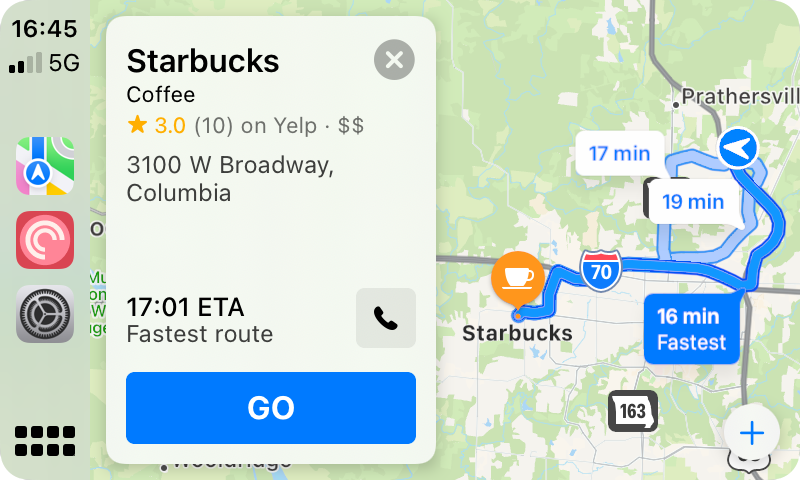 16:45
5G
Starbucks
Coffee
3.0 (10) on Yelp · $$
3100 W Broadway,
Columbia
17:01 ETA
Fastest route
GO
Prathersvill
17 min
19 min
70
16 min
Fastest
Starbucks
163